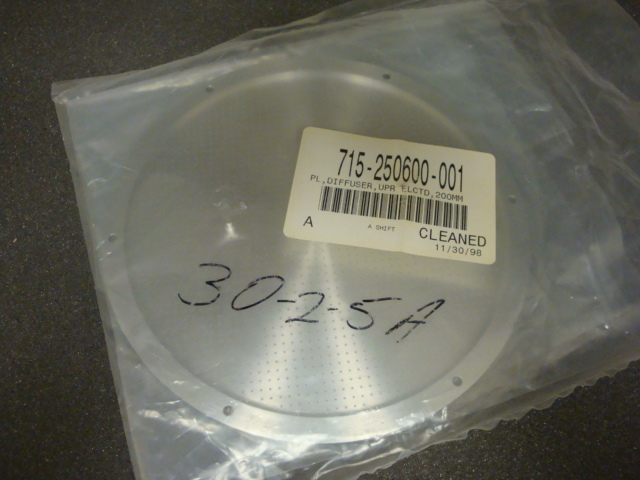 715-250600-001
PL,DIFFUSER,UPR ELCTD,200MM
A
A SHIFT
CLEANED
11/30/98
30-2-5A